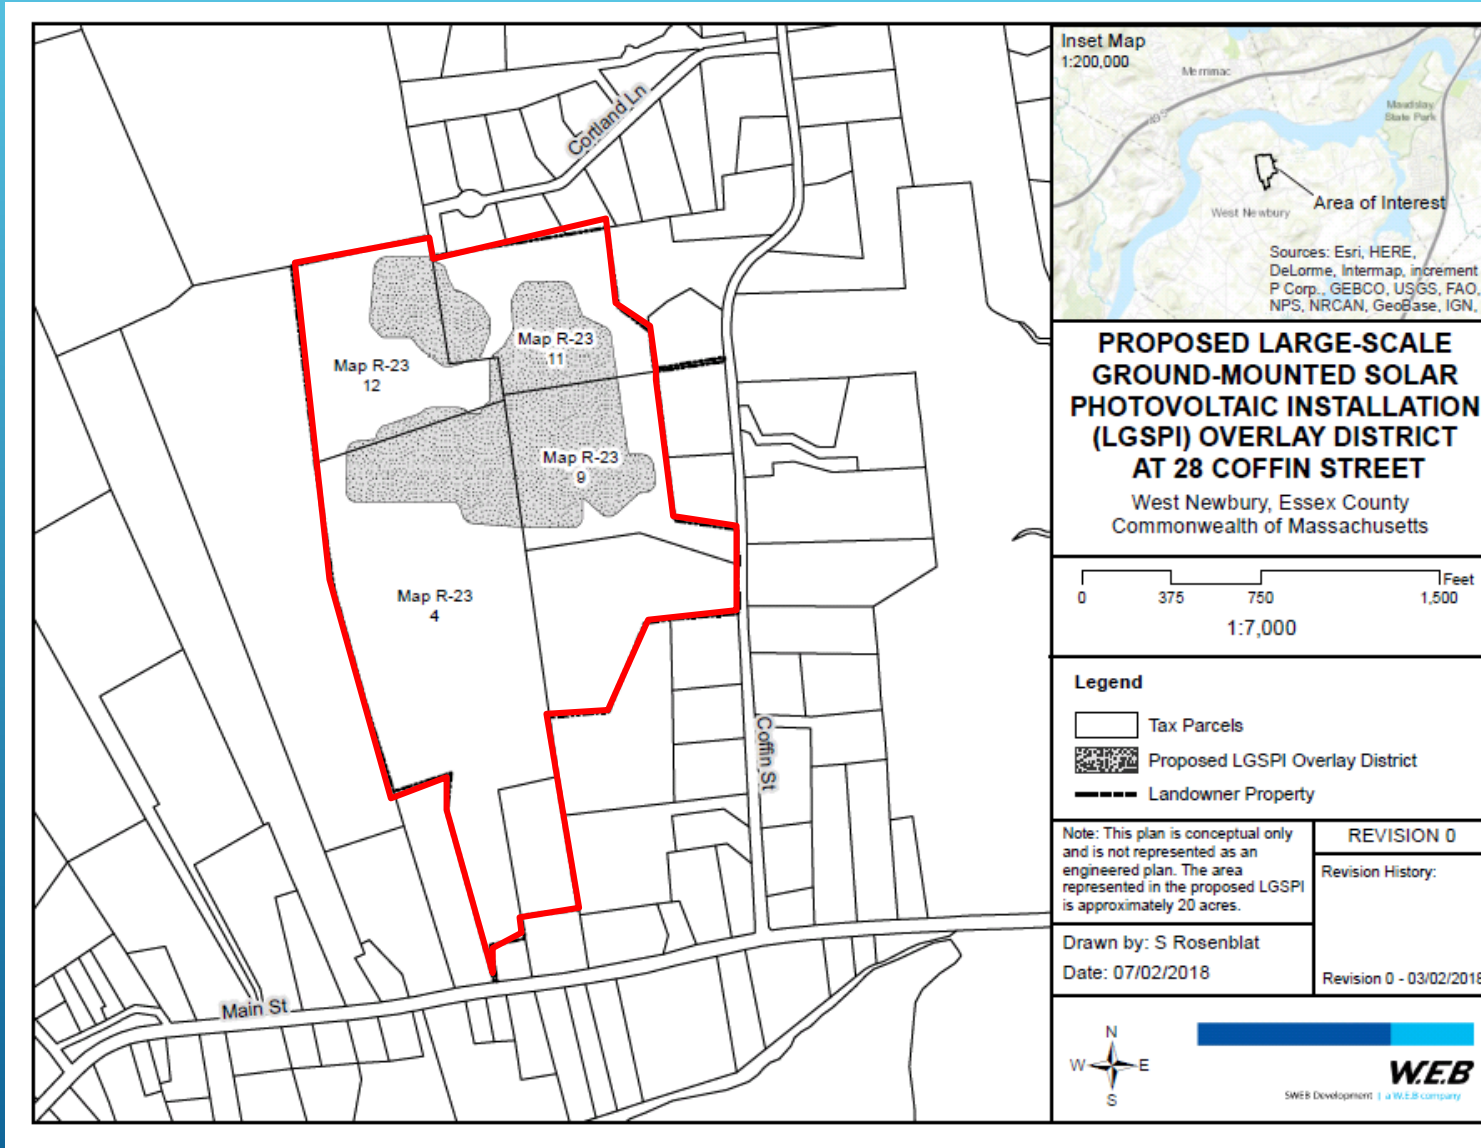 Cortland Ln
Map R-23
11
Map R-23
12
Map R-23
9
Map R-23
4
Coffin St
Main St
Inset Map
1:200,000
Merrimac
Maudslay
State Park
West Newbury
Area of Interest
Sources: Esri, HERE,
DeLorme, Intermap, increment
P Corp., GEBCO, USGS, FAO,
NPS, NRCAN, GeoBase, IGN,
PROPOSED LARGE-SCALE
GROUND-MOUNTED SOLAR
PHOTOVOLTAIC INSTALLATION
(LGSPI) OVERLAY DISTRICT
AT 28 COFFIN STREET
West Newbury, Essex County
Commonwealth of Massachusetts
Feet
0 375 750 1,500
1:7,000
Legend
Tax Parcels
Proposed LGSPI Overlay District
Landowner Property
Note: This plan is conceptual only
and is not represented as an
engineered plan. The area
represented in the proposed LGSPI
is approximately 20 acres.
REVISION 0
Revision History:
Drawn by: S Rosenblat
Date: 07/02/2018
Revision 0 - 03/02/2018
N
W E
S
W.E.B
SWEB Development | a W.E.B company